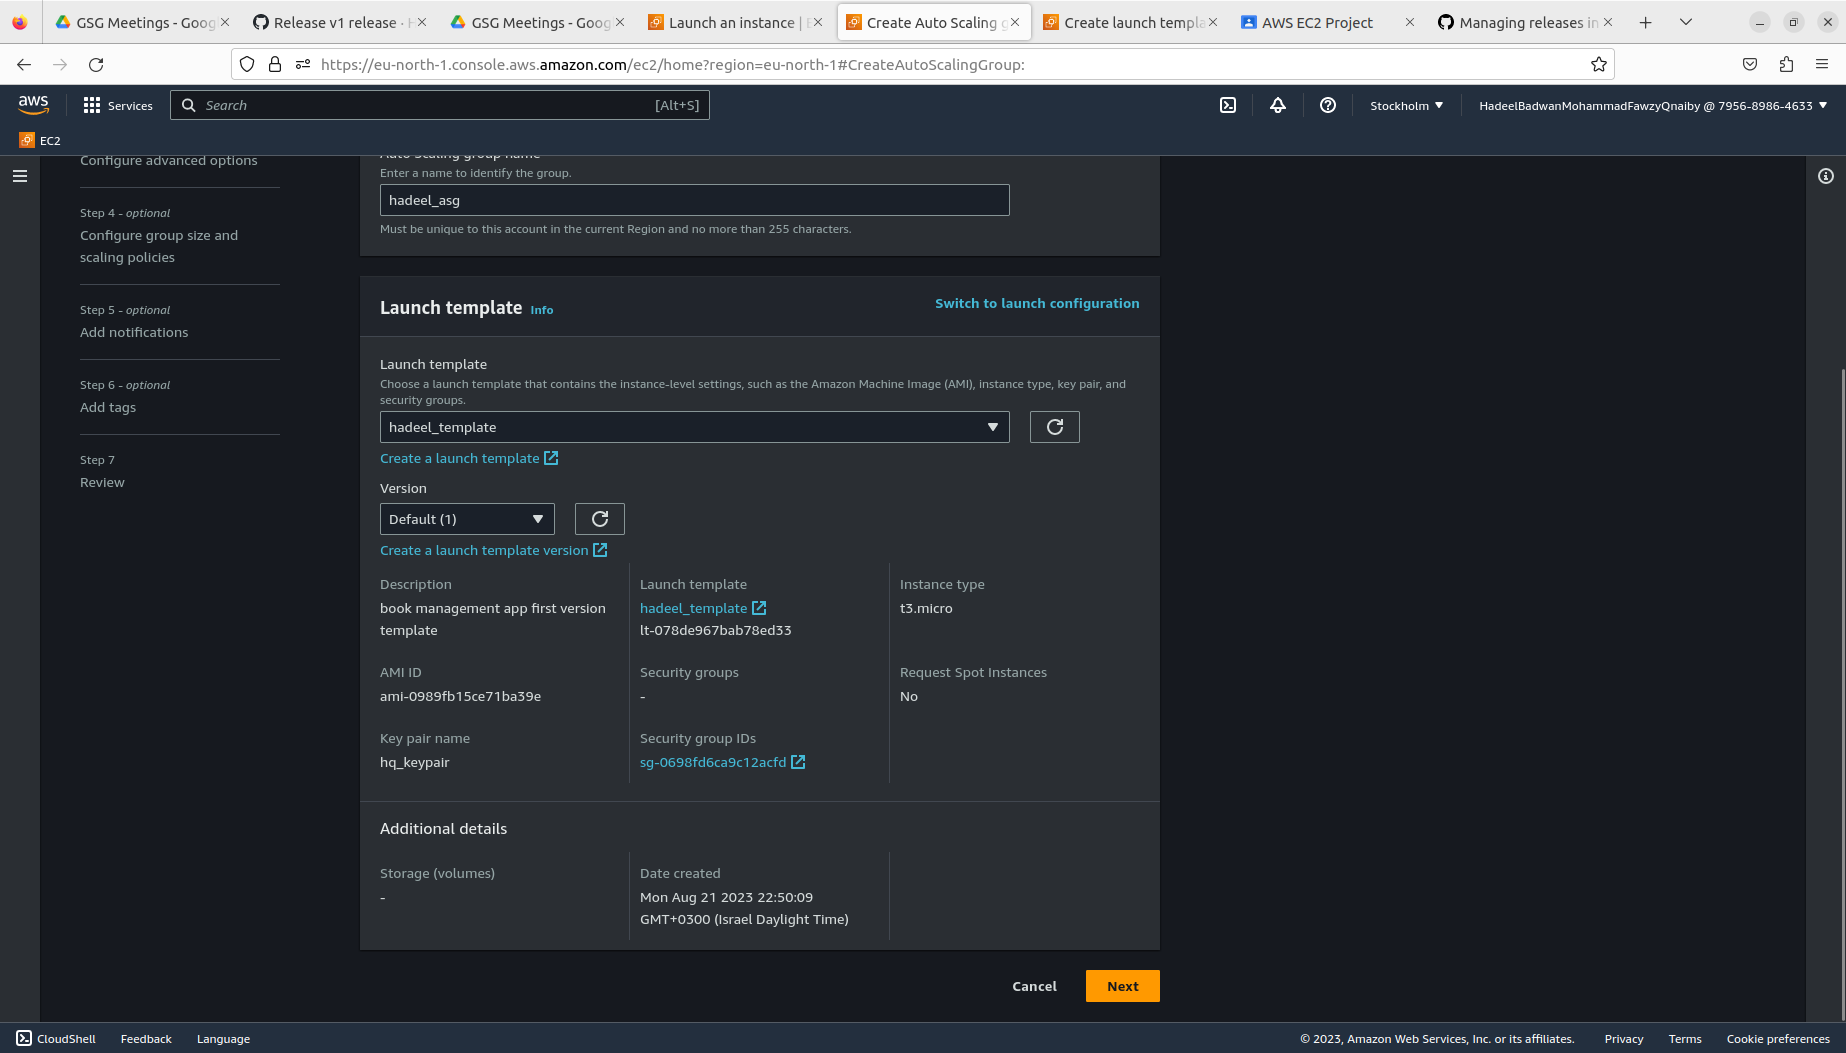 GSG Meetings - Goog
Release v1 release · H
GSG Meetings - Goog
Launch an instance | E
Create Auto Scaling g
Create launch templa
AWS EC2 Project
Managing releases in
https://eu-north-1.console.aws.amazon.com/ec2/home?region=eu-north-1#CreateAutoScalingGroup:
aws
Services
Search
[Alt+S]
Stockholm
HadeelBadwanMohammadFawzyQnaiby @ 7956-8986-4633
EC2
Configure advanced options
Step 4 - optional
Configure group size and
scaling policies
Step 5 - optional
Add notifications
Step 6 - optional
Add tags
Step 7
Review
Auto Scaling group name
Enter a name to identify the group.
hadeel_asg
Must be unique to this account in the current Region and no more than 255 characters.
Launch template Info
Switch to launch configuration
Launch template
Choose a launch template that contains the instance-level settings, such as the Amazon Machine Image (AMI), instance type, key pair, and
security groups.
hadeel_template
Create a launch template
Version
Default (1)
Create a launch template version
Description
book management app first version
template
Launch template
hadeel_template
lt-078de967bab78ed33
Instance type
t3.micro
AMI ID
ami-0989fb15ce71ba39e
Security groups
-
Request Spot Instances
No
Key pair name
hq_keypair
Security group IDs
sg-0698fd6ca9c12acfd
Additional details
Storage (volumes)
-
Date created
Mon Aug 21 2023 22:50:09
GMT+0300 (Israel Daylight Time)
Cancel
Next
CloudShell
Feedback
Language
© 2023, Amazon Web Services, Inc. or its affiliates.
Privacy
Terms
Cookie preferences